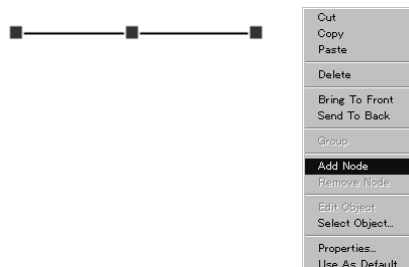 Cut
Copy
Paste
Delete
Bring To Front
Send To Back
Group
Add Node
Remove Node
Edit Object
Select Object...
Properties...
Use As Default